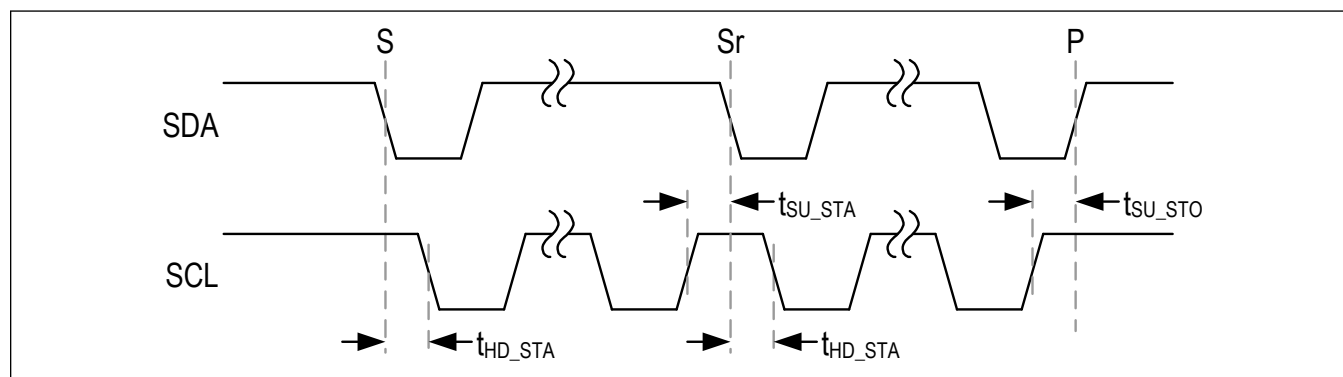 S Sr P
SDA
tSU_STA tSU_STO
SCL
tHD_STA tHD_STA